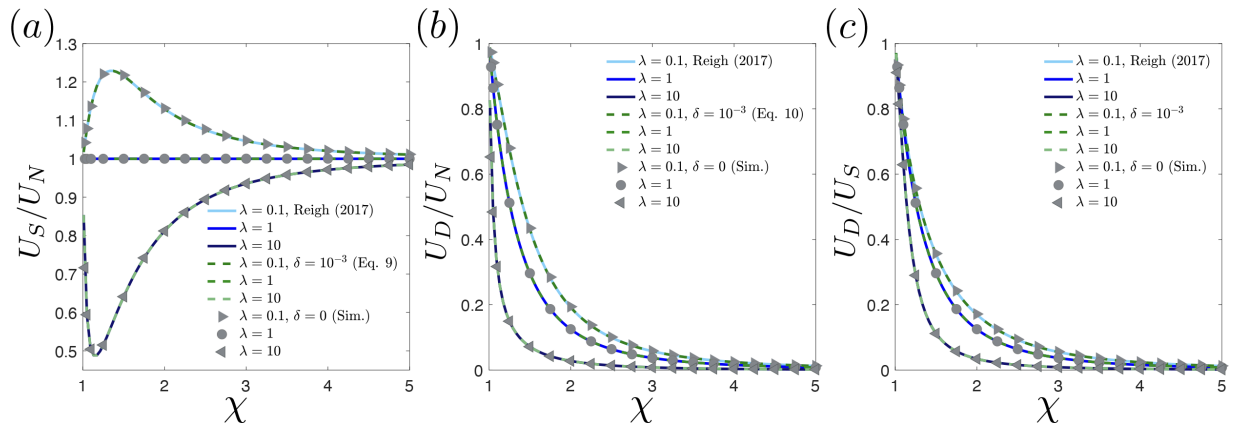 (a)
1.3
1.2
1.1
1
0.9
0.8
0.7
0.6
0.5
U_S/U_N
λ = 0.1, Reigh (2017)
λ = 1
λ = 10
λ = 0.1, δ = 10⁻³ (Eq. 9)
λ = 1
λ = 10
λ = 0.1, δ = 0 (Sim.)
λ = 1
λ = 10
1 2 3 4 5
χ
(b)
1
0.8
0.6
0.4
0.2
0
U_D/U_N
λ = 0.1, Reigh (2017)
λ = 1
λ = 10
λ = 0.1, δ = 10⁻³ (Eq. 10)
λ = 1
λ = 10
λ = 0.1, δ = 0 (Sim.)
λ = 1
λ = 10
1 2 3 4 5
χ
(c)
1
0.8
0.6
0.4
0.2
0
U_D/U_S
λ = 0.1, Reigh (2017)
λ = 1
λ = 10
λ = 0.1, δ = 10⁻³
λ = 1
λ = 10
λ = 0.1, δ = 0 (Sim.)
λ = 1
λ = 10
1 2 3 4 5
χ